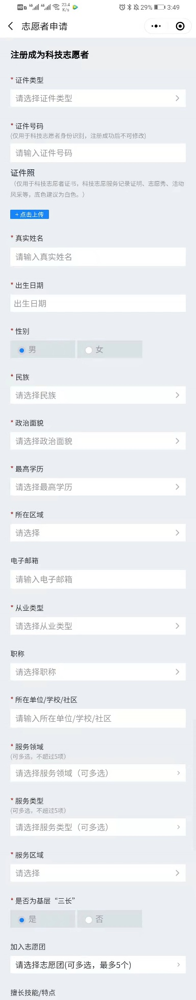 HD 4G 4G 23.4 K/s 29% 3:49
志愿者申请
注册成为科技志愿者
* 证件类型
请选择证件类型
* 证件号码
(仅用于科技志愿者身份识别，注册成功后不可修改)
请输入证件号码
证件照
（仅用于科技志愿者证书，科技志愿服务记录证明、志愿秀、活动
风采等，底色建议为白色。）
+ 点击上传
* 真实姓名
请输入真实姓名
* 出生日期
出生日期
* 性别
男 女
* 民族
请选择民族
* 政治面貌
请选择政治面貌
* 最高学历
请选择最高学历
* 所在区域
请选择
电子邮箱
请输入电子邮箱
* 从业类型
请选择从业类型
职称
请选择职称
* 所在单位/学校/社区
请输入所在单位/学校/社区
* 服务领域
(可多选，不超过5项)
请选择服务领域（可多选）
* 服务类型
(可多选，不超过5项)
请选择服务类型（可多选）
* 服务区域
请选择
* 是否为基层“三长”
是 否
加入志愿团
请选择志愿团(可多选，最多5个)
擅长技能/特点